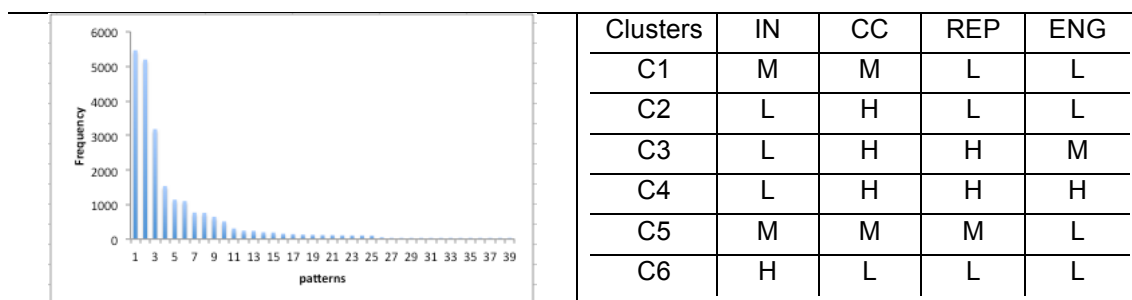 6000
5000
4000
3000
2000
1000
0
Frequency
1 3 5 7 9 11 13 15 17 19 21 23 25 27 29 31 33 35 37 39
patterns
Clusters IN CC REP ENG
C1 M M L L
C2 L H L L
C3 L H H M
C4 L H H H
C5 M M M L
C6 H L L L